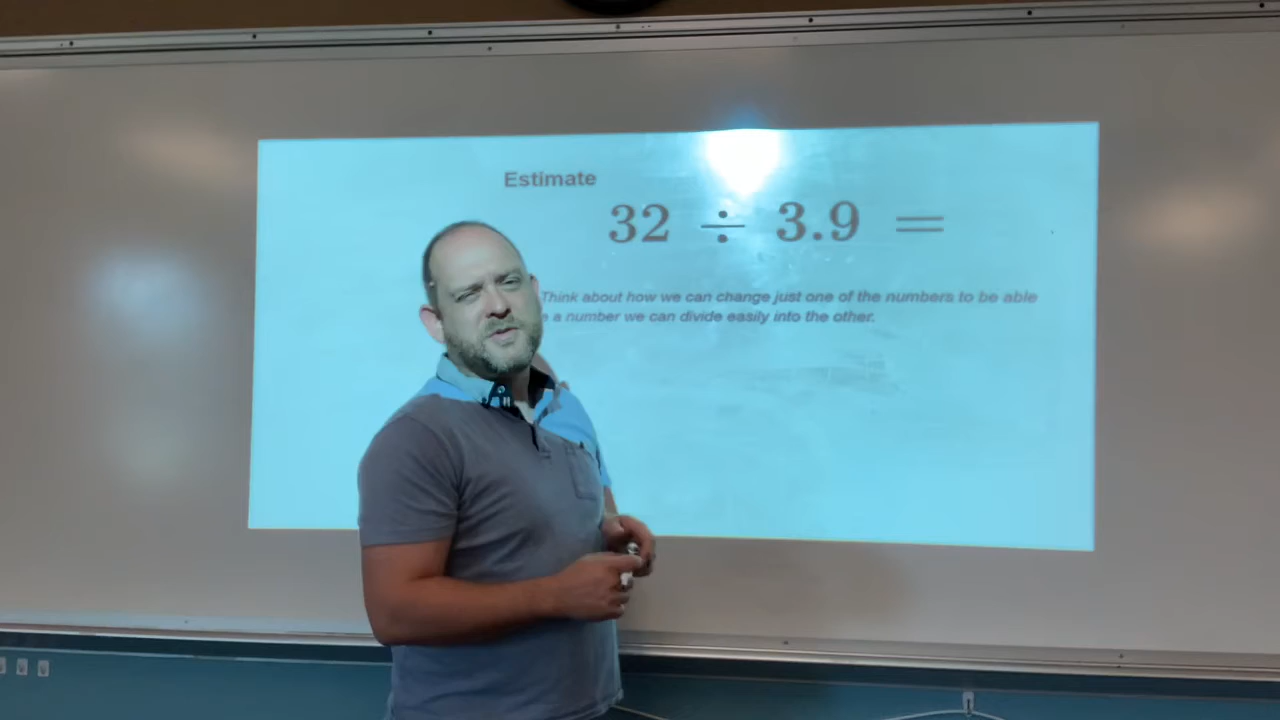 Estimate
32 ÷ 3.9 =
Think about how we can change just one of the numbers to be able
a number we can divide easily into the other.